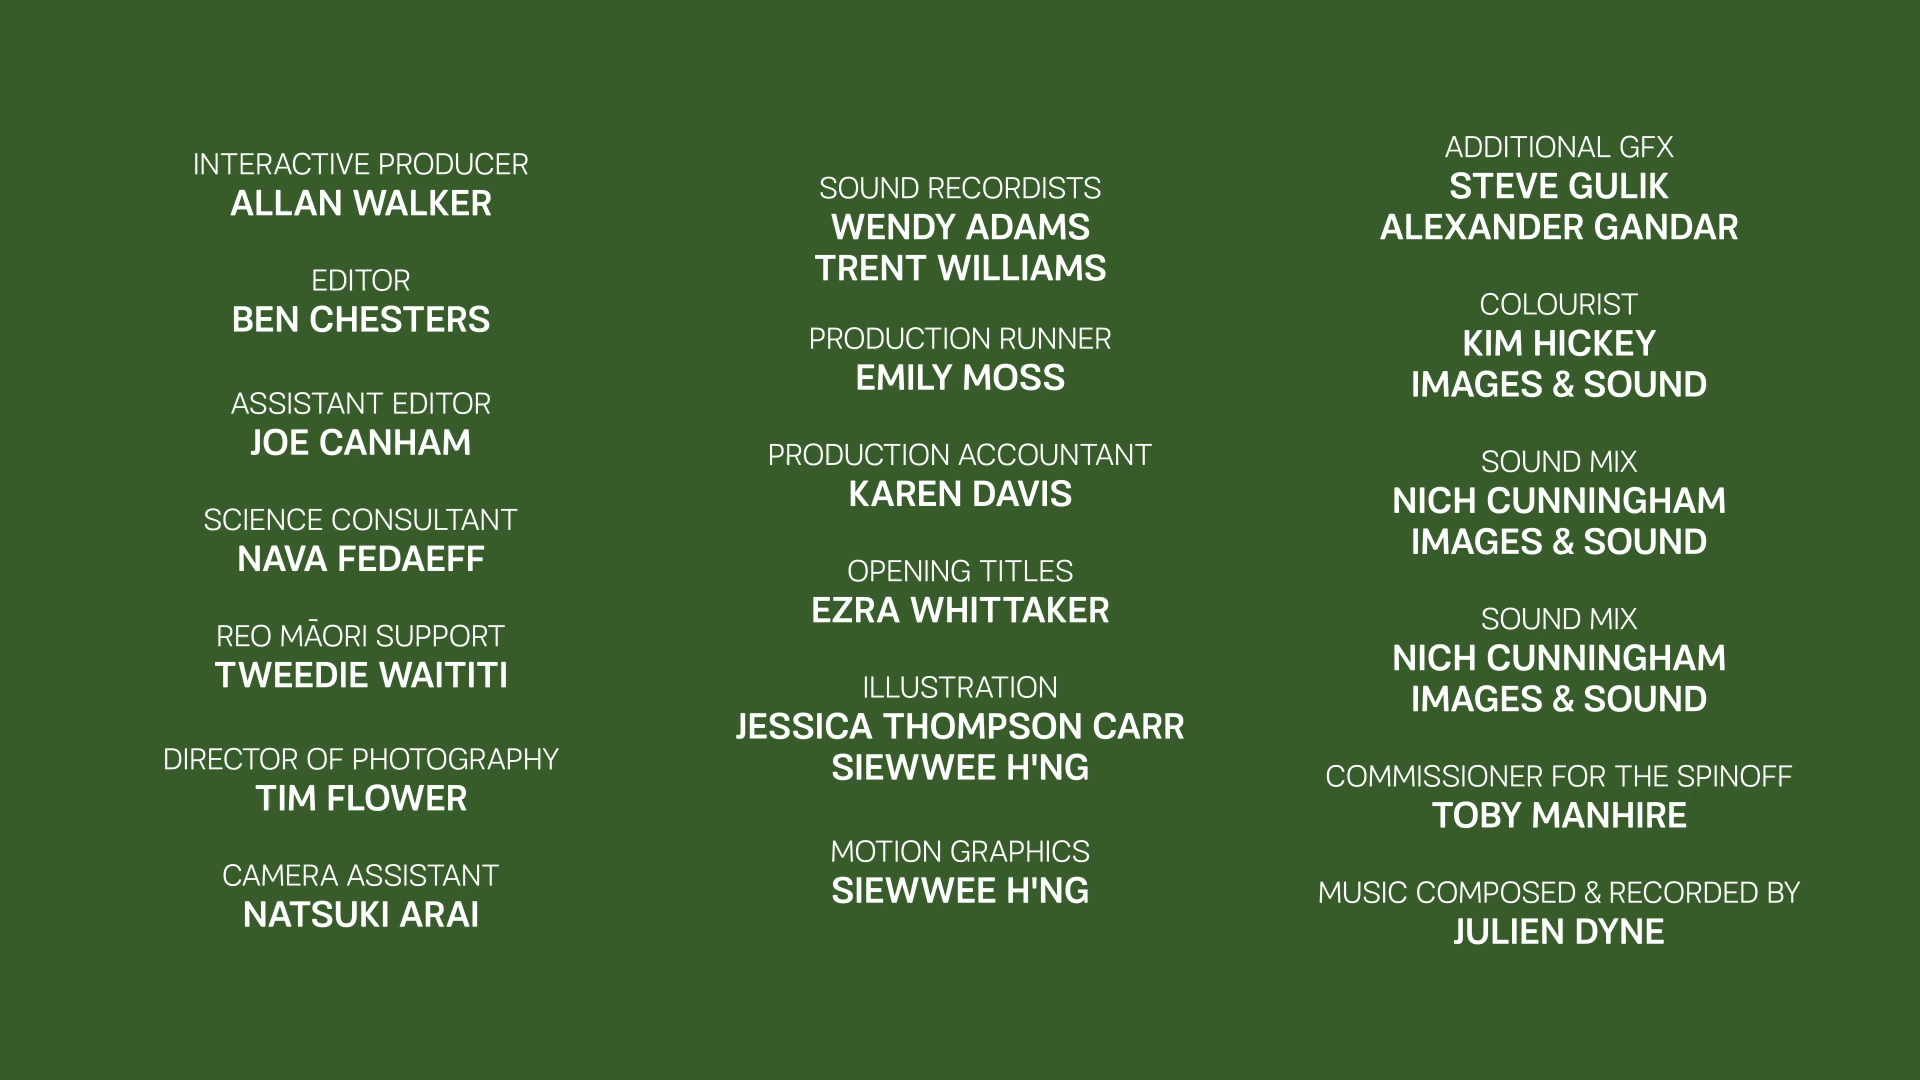 INTERACTIVE PRODUCER
ALLAN WALKER
EDITOR
BEN CHESTERS
ASSISTANT EDITOR
JOE CANHAM
SCIENCE CONSULTANT
NAVA FEDAEFF
REO MĀORI SUPPORT
TWEEDIE WAITITI
DIRECTOR OF PHOTOGRAPHY
TIM FLOWER
CAMERA ASSISTANT
NATSUKI ARAI
SOUND RECORDISTS
WENDY ADAMS
TRENT WILLIAMS
PRODUCTION RUNNER
EMILY MOSS
PRODUCTION ACCOUNTANT
KAREN DAVIS
OPENING TITLES
EZRA WHITTAKER
ILLUSTRATION
JESSICA THOMPSON CARR
SIEWWEE H'NG
MOTION GRAPHICS
SIEWWEE H'NG
ADDITIONAL GFX
STEVE GULIK
ALEXANDER GANDAR
COLOURIST
KIM HICKEY
IMAGES & SOUND
SOUND MIX
NICH CUNNINGHAM
IMAGES & SOUND
SOUND MIX
NICH CUNNINGHAM
IMAGES & SOUND
COMMISSIONER FOR THE SPINOFF
TOBY MANHIRE
MUSIC COMPOSED & RECORDED BY
JULIEN DYNE